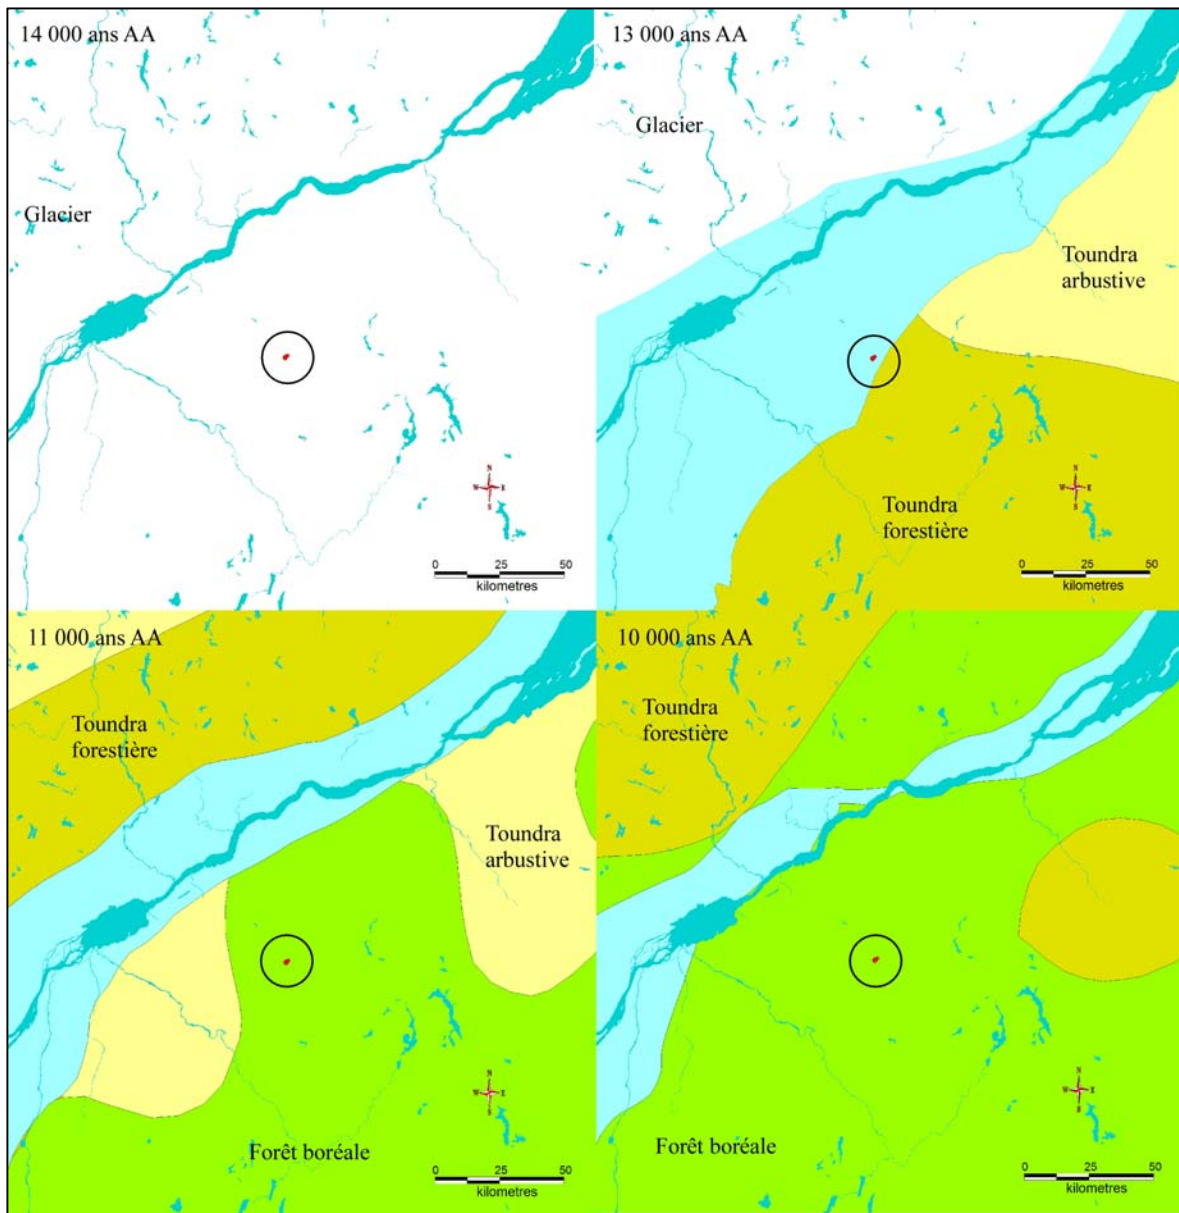 14 000 ans AA
Glacier
N
W E
S
0 25 50
kilometres
13 000 ans AA
Glacier
Toundra
arbustive
Toundra
forestière
N
W E
S
0 25 50
kilometres
11 000 ans AA
Toundra
forestière
Toundra
arbustive
Forêt boréale
N
W E
S
0 25 50
kilometres
10 000 ans AA
Toundra
forestière
Forêt boréale
N
W E
S
0 25 50
kilometres